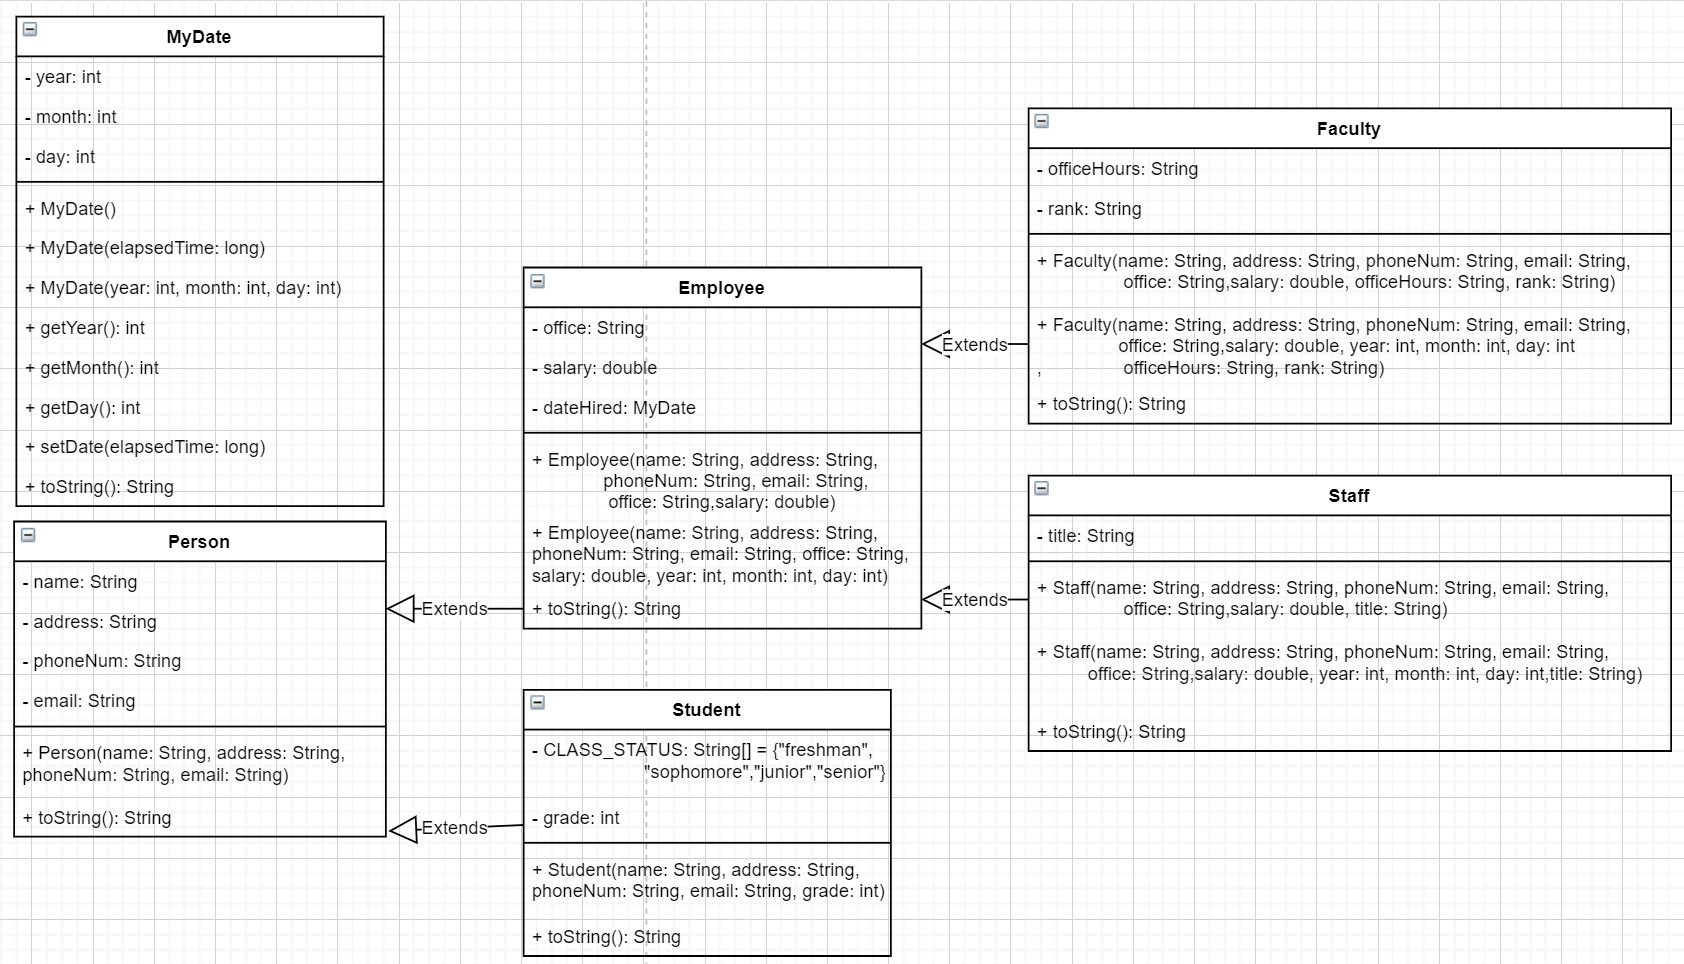 MyDate
- year: int
- month: int
- day: int
+ MyDate()
+ MyDate(elapsedTime: long)
+ MyDate(year: int, month: int, day: int)
+ getYear(): int
+ getMonth(): int
+ getDay(): int
+ setDate(elapsedTime: long)
+ toString(): String
Person
- name: String
- address: String
- phoneNum: String
- email: String
+ Person(name: String, address: String,
phoneNum: String, email: String)
+ toString(): String
Extends
Extends
Employee
- office: String
- salary: double
- dateHired: MyDate
+ Employee(name: String, address: String,
phoneNum: String, email: String,
office: String,salary: double)
+ Employee(name: String, address: String,
phoneNum: String, email: String, office: String,
salary: double, year: int, month: int, day: int)
+ toString(): String
Student
- CLASS_STATUS: String[] = {"freshman",
"sophomore","junior","senior"}
- grade: int
+ Student(name: String, address: String,
phoneNum: String, email: String, grade: int)
+ toString(): String
Extends
Extends
Faculty
- officeHours: String
- rank: String
+ Faculty(name: String, address: String, phoneNum: String, email: String,
office: String,salary: double, officeHours: String, rank: String)
+ Faculty(name: String, address: String, phoneNum: String, email: String,
office: String,salary: double, year: int, month: int, day: int
, officeHours: String, rank: String)
+ toString(): String
Staff
- title: String
+ Staff(name: String, address: String, phoneNum: String, email: String,
office: String,salary: double, title: String)
+ Staff(name: String, address: String, phoneNum: String, email: String,
office: String,salary: double, year: int, month: int, day: int,title: String)
+ toString(): String